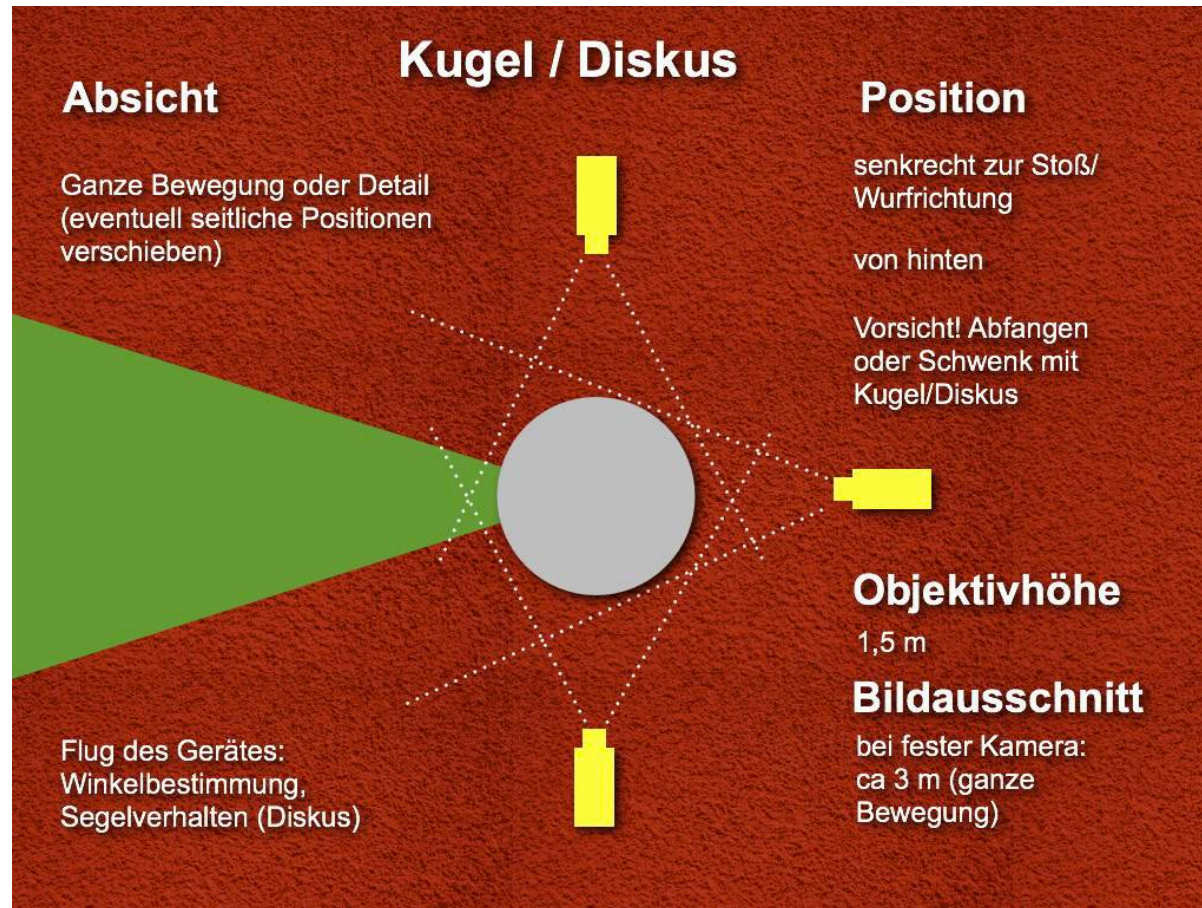 Kugel / Diskus
Absicht
Ganze Bewegung oder Detail
(eventuell seitliche Positionen
verschieben)
Flug des Gerätes:
Winkelbestimmung,
Segelverhalten (Diskus)
Position
senkrecht zur Stoß/
Wurfrichtung
von hinten
Vorsicht! Abfangen
oder Schwenk mit
Kugel/Diskus
Objektivhöhe
1,5 m
Bildausschnitt
bei fester Kamera:
ca 3 m (ganze
Bewegung)